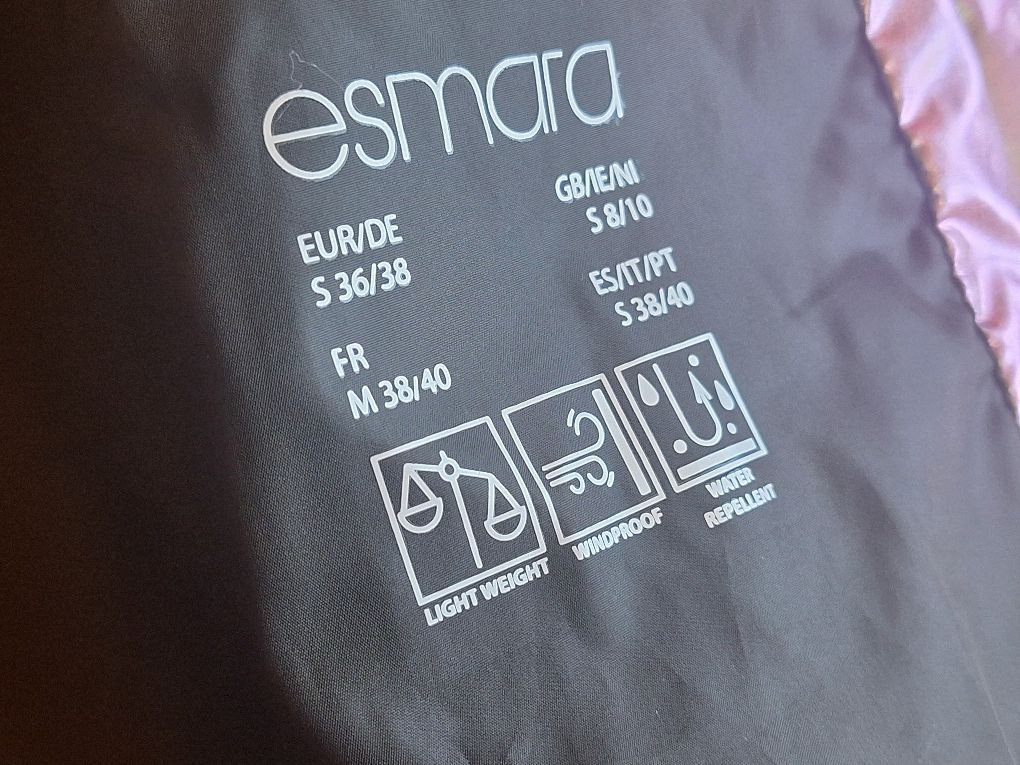 esmara
EUR/DE
S 36/38
GB/IE/NI
S 8/10
FR
M 38/40
ES/IT/PT
S 38/40
LIGHT WEIGHT
WINDPROOF
WATER
REPELLENT